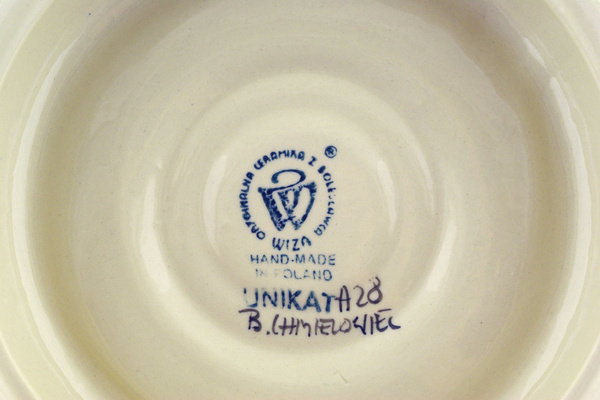 ORYGINALNA CERAMIKA Z BOLESŁAWCA ®
WIZA
HAND-MADE
IN POLAND
UNIKAT A28
B. CHMIELOWIEC